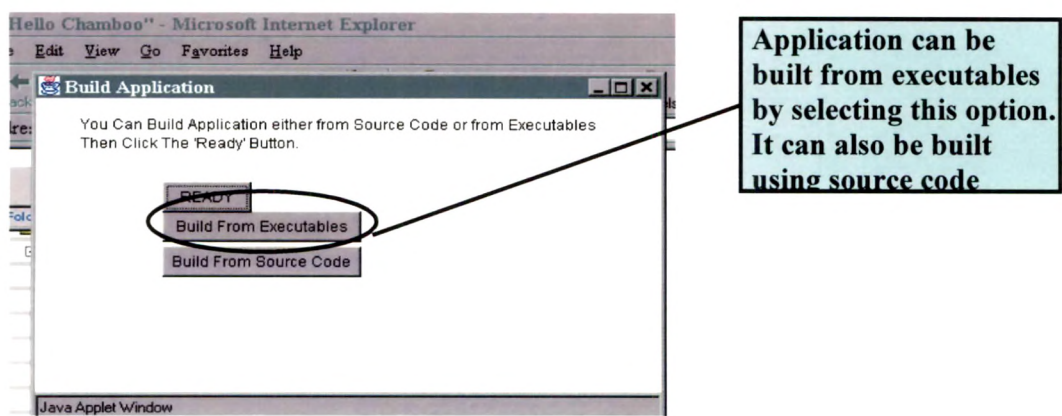 Hello Chamboo" - Microsoft Internet Explorer
Edit View Go Favorites Help
Build Application
You Can Build Application either from Source Code or from Executables
Then Click The 'Ready' Button.
READY
Build From Executables
Build From Source Code
Java Applet Window
Application can be
built from executables
by selecting this option.
It can also be built
using source code